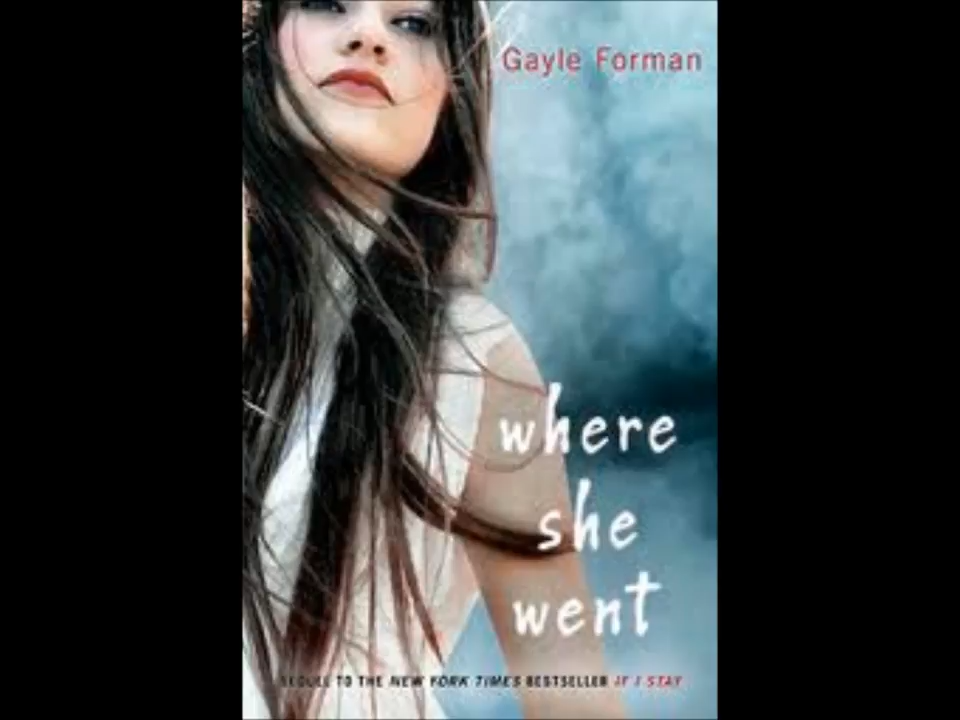 Gayle Forman
where
she
went
SEQUEL TO THE NEW YORK TIMES BESTSELLER IF I STAY